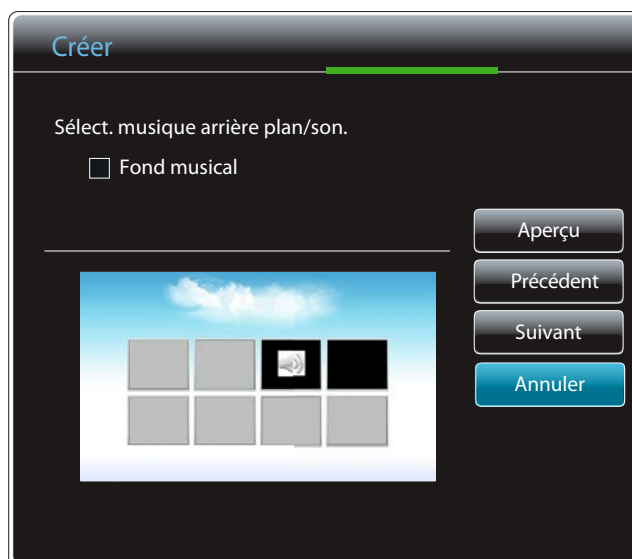 Créer
Sélect. musique arrière plan/son.
Fond musical
Aperçu
Précédent
Suivant
Annuler